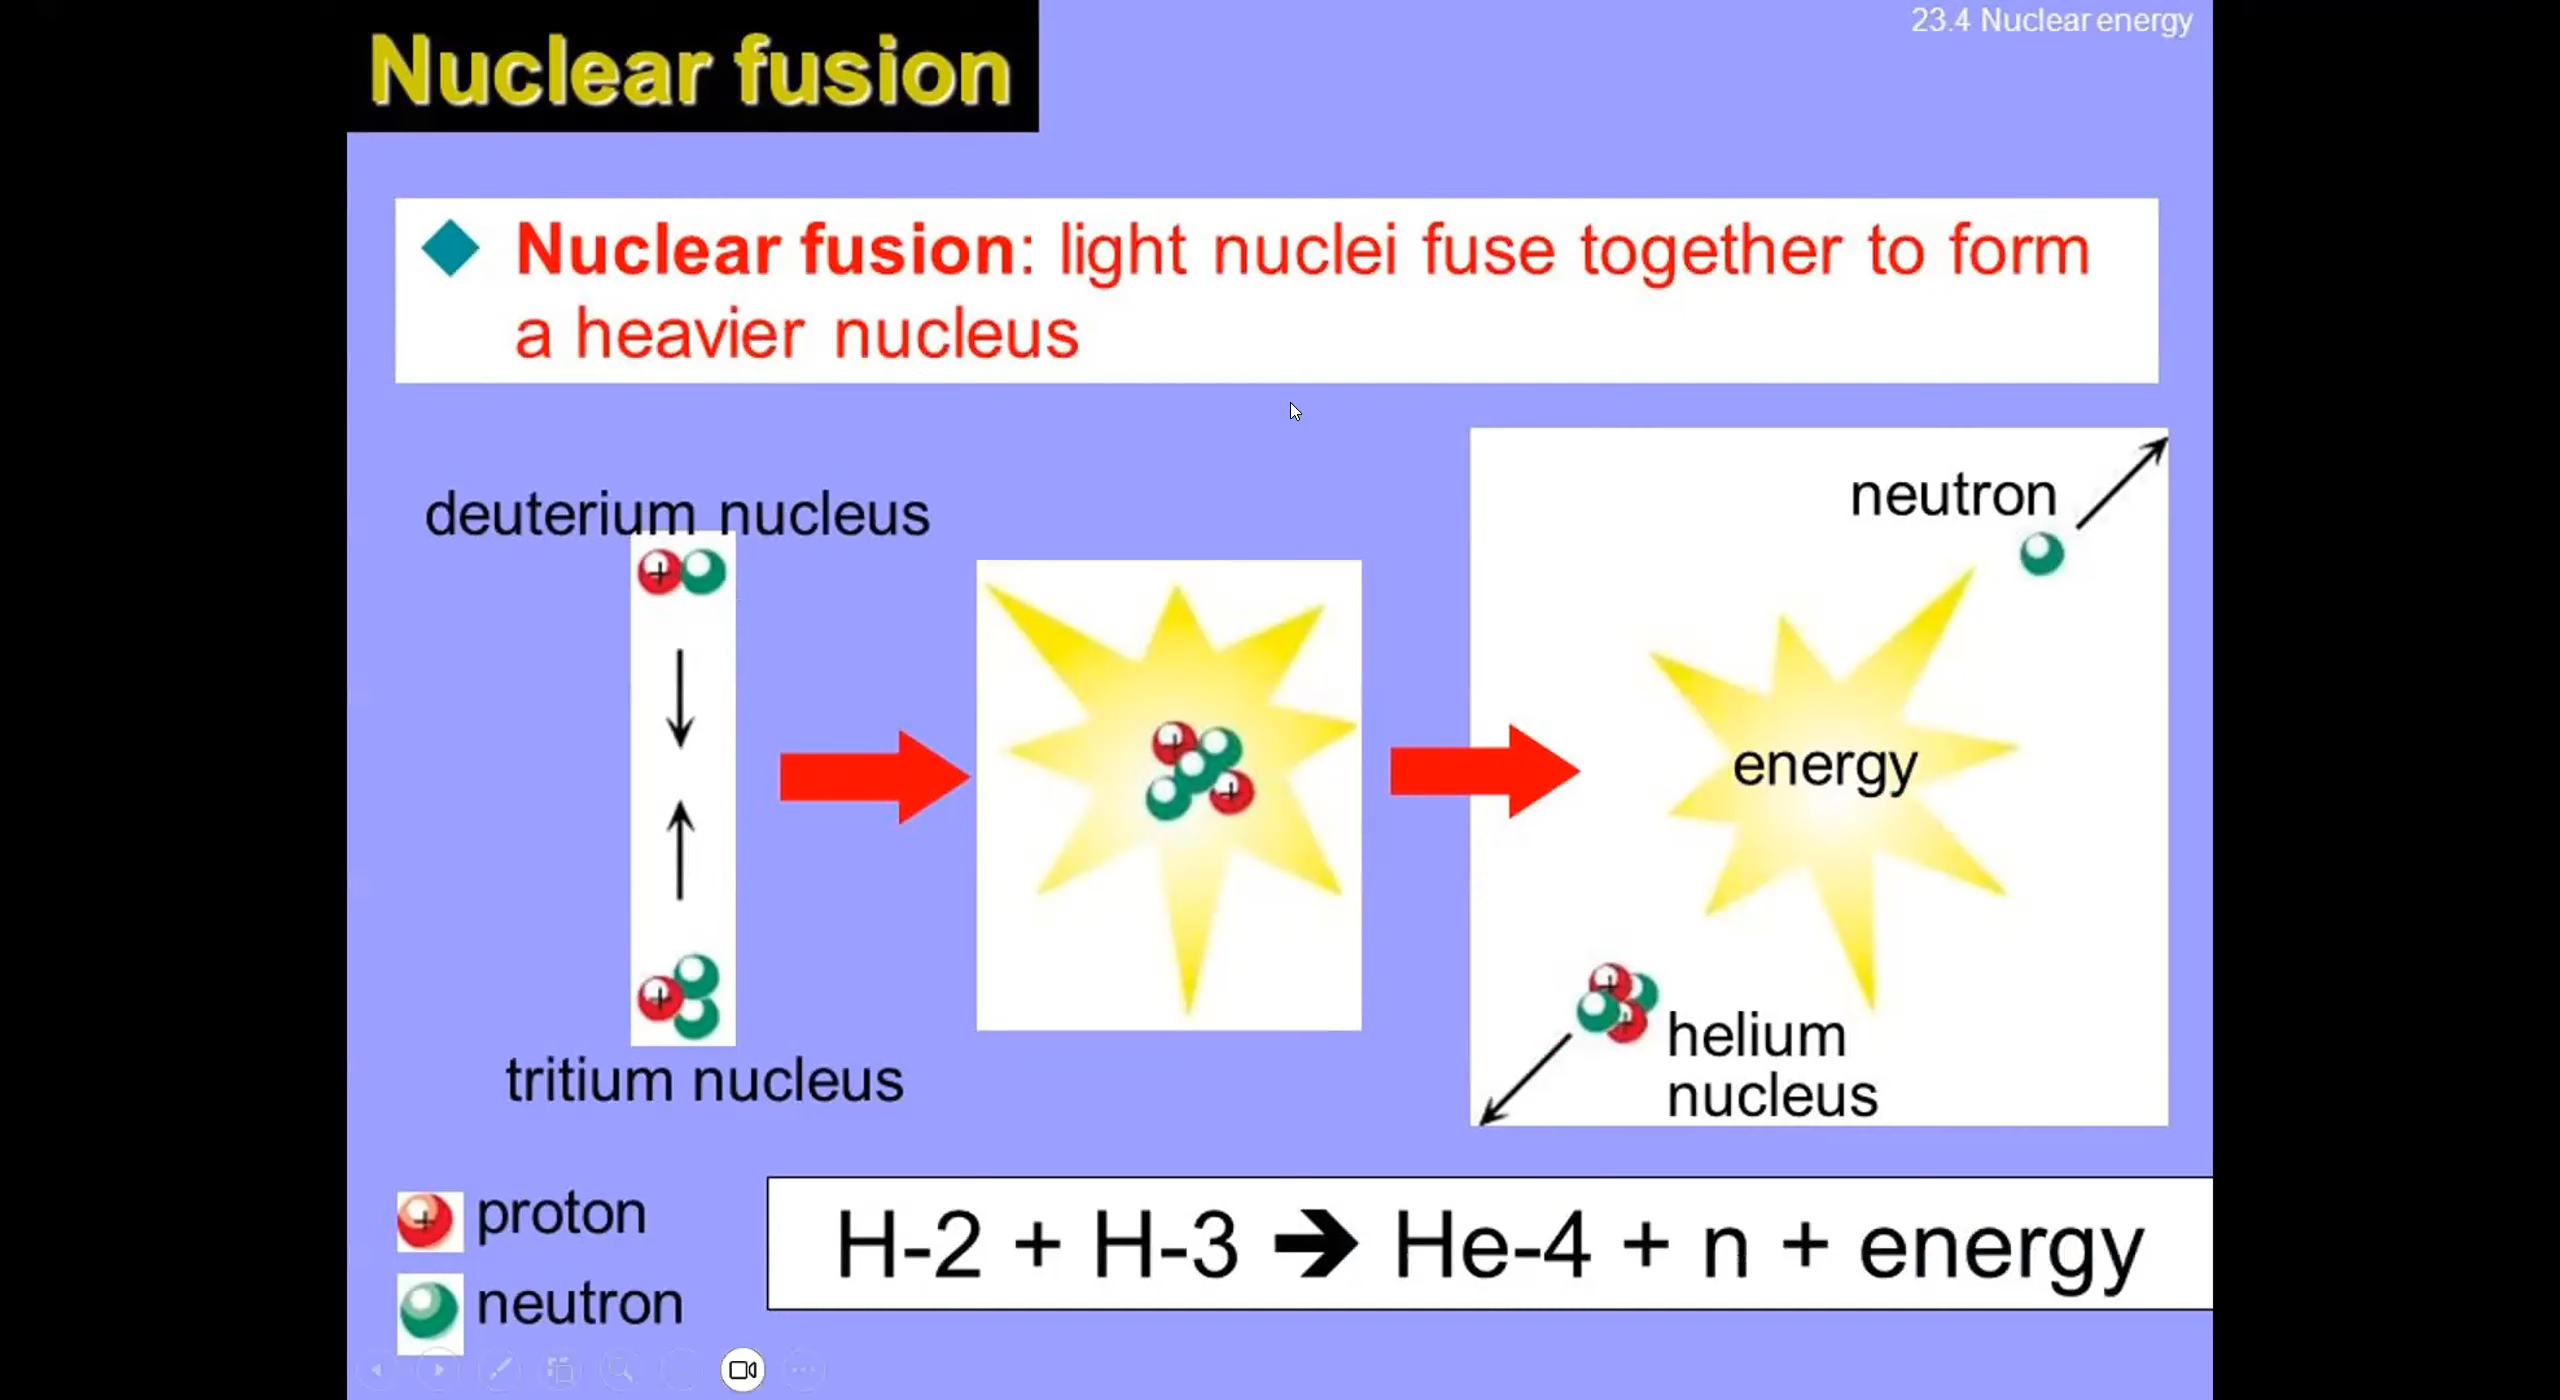 23.4 Nuclear energy
Nuclear fusion
Nuclear fusion: light nuclei fuse together to form
a heavier nucleus
deuterium nucleus
tritium nucleus
neutron
energy
helium
nucleus
proton
neutron
H-2 + H-3 ➔ He-4 + n + energy